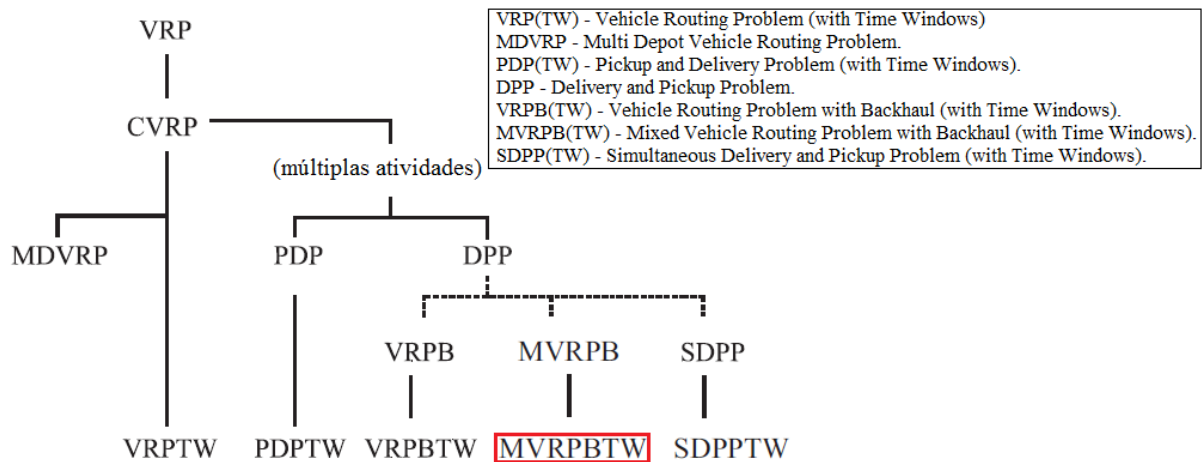 VRP
VRP(TW) - Vehicle Routing Problem (with Time Windows)
MDVRP - Multi Depot Vehicle Routing Problem.
PDP(TW) - Pickup and Delivery Problem (with Time Windows).
DPP - Delivery and Pickup Problem.
VRPB(TW) - Vehicle Routing Problem with Backhaul (with Time Windows).
MVRPB(TW) - Mixed Vehicle Routing Problem with Backhaul (with Time Windows).
SDPP(TW) - Simultaneous Delivery and Pickup Problem (with Time Windows).
CVRP
(múltiplas atividades)
MDVRP PDP DPP
VRPB MVRPB SDPP
VRPTW PDPTW VRPBTW MVRPBTW SDPPTW